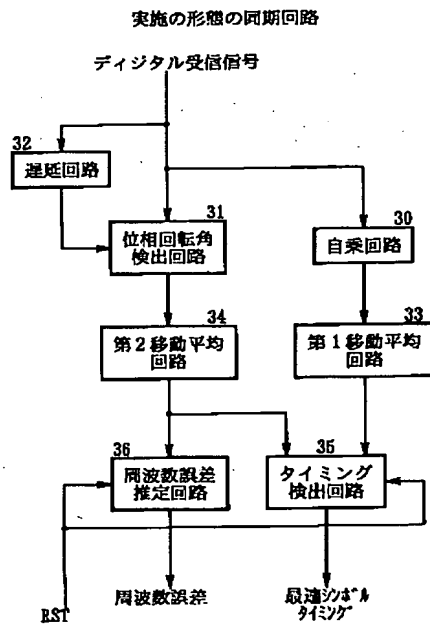 実施の形態の同期回路
ディジタル受信信号
32
遅延回路
31
位相回転角
検出回路
30
自乗回路
34
第2移動平均
回路
33
第1移動平均
回路
36
周波数誤差
推定回路
35
タイミング
検出回路
RST
周波数誤差
最適シンボル
タイミング